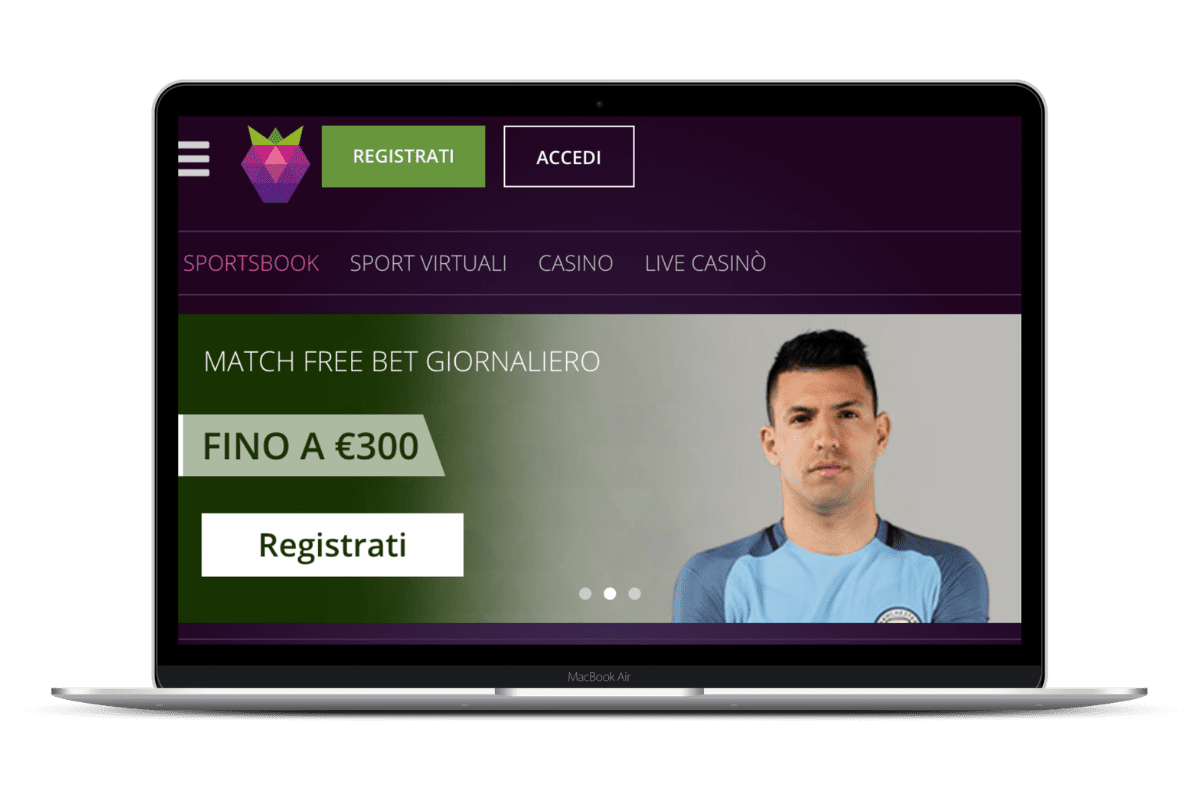 REGISTRATI
ACCEDI
SPORTSBOOK SPORT VIRTUALI CASINO LIVE CASINÒ
MATCH FREE BET GIORNALIERO
FINO A €300
Registrati
MacBook Air